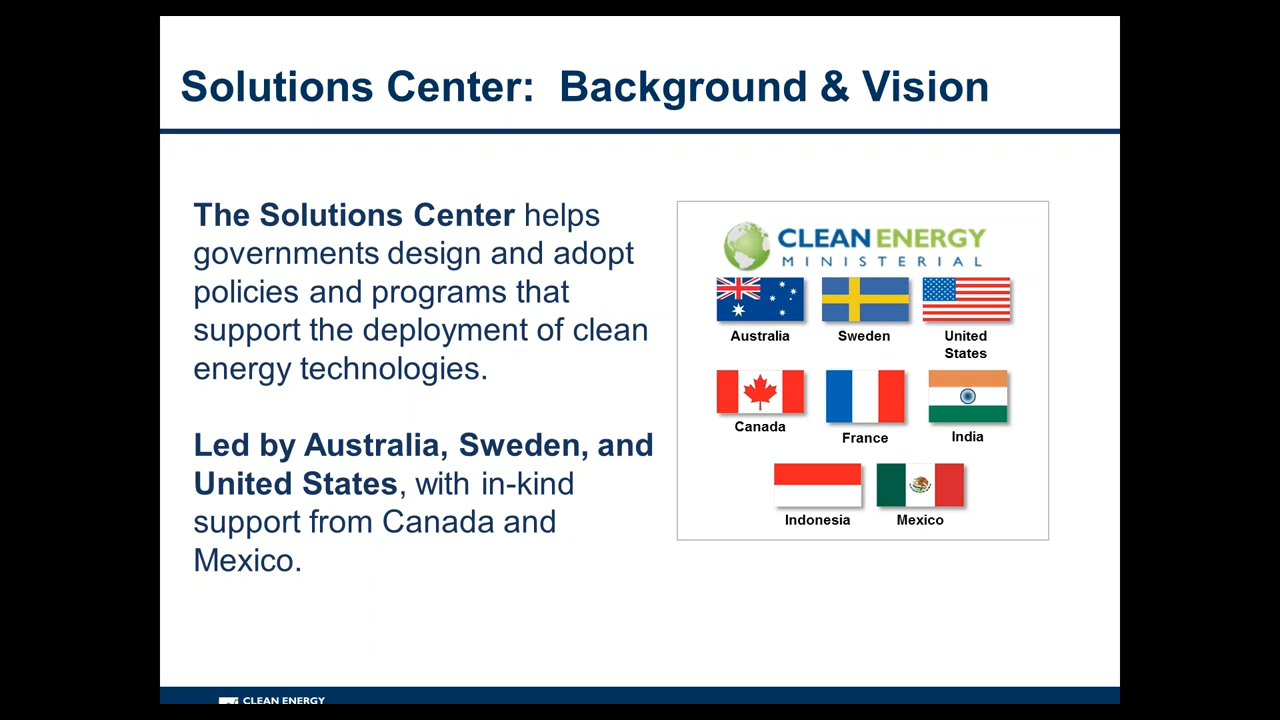 Solutions Center: Background & Vision
The Solutions Center helps
governments design and adopt
policies and programs that
support the deployment of clean
energy technologies.
Led by Australia, Sweden, and
United States, with in-kind
support from Canada and
Mexico.
CLEAN ENERGY
MINISTERIAL
Australia
Sweden
United
States
Canada
France
India
Indonesia
Mexico
CLEAN ENERGY